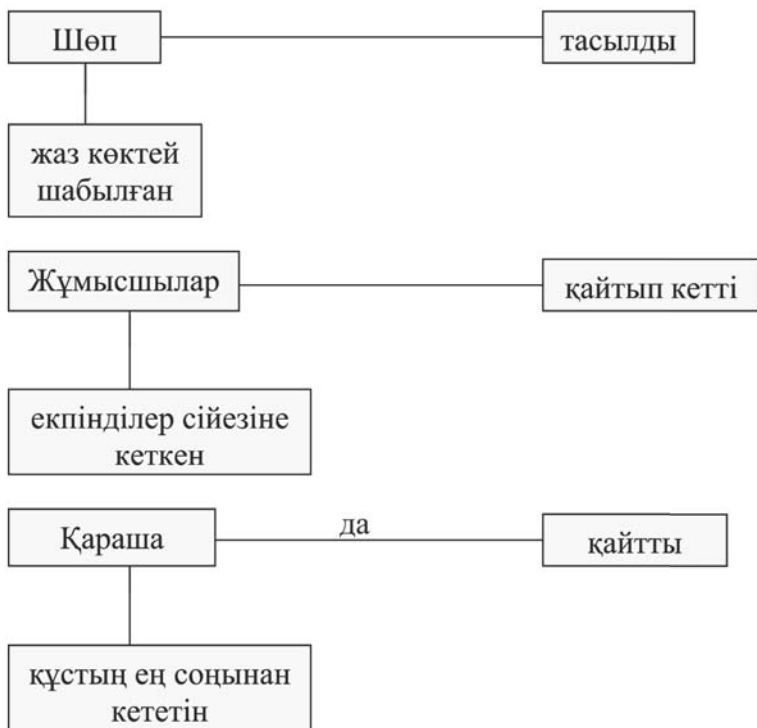 Шөп
тасылды
жаз көктей
шабылған
Жұмысшылар
қайтып кетті
екпінділер сійезіне
кеткен
Қараша
да
қайтты
құстың ең соңынан
кететін